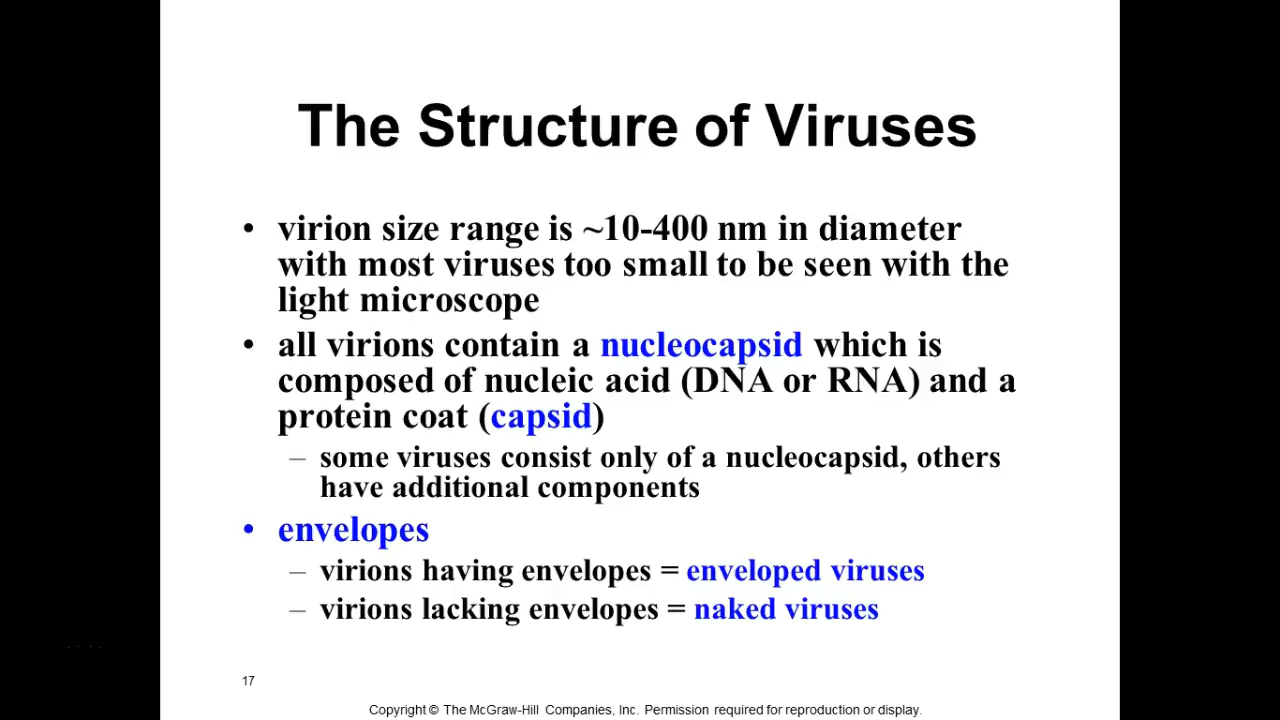 The Structure of Viruses
• virion size range is ~10-400 nm in diameter
with most viruses too small to be seen with the
light microscope
• all virions contain a nucleocapsid which is
composed of nucleic acid (DNA or RNA) and a
protein coat (capsid)
– some viruses consist only of a nucleocapsid, others
have additional components
• envelopes
– virions having envelopes = enveloped viruses
– virions lacking envelopes = naked viruses
17
Copyright © The McGraw-Hill Companies, Inc. Permission required for reproduction or display.